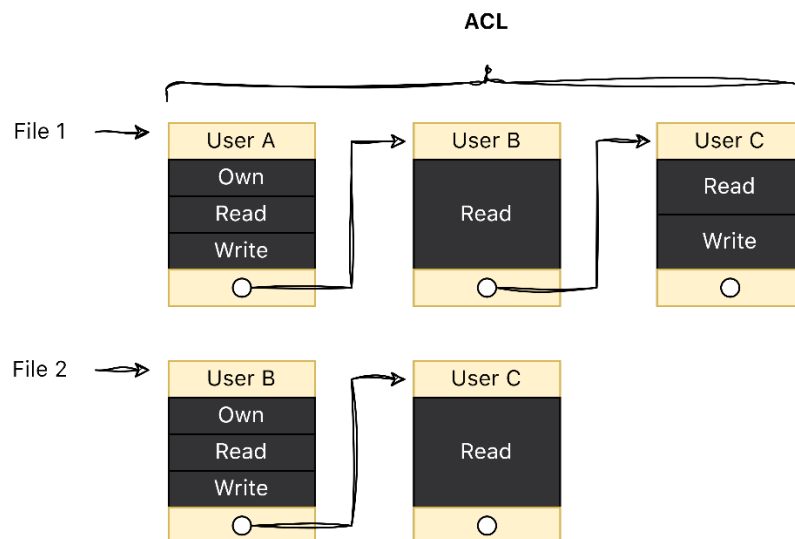 ACL
File 1
User A
Own
Read
Write
User B
Read
User C
Read
Write
File 2
User B
Own
Read
Write
User C
Read